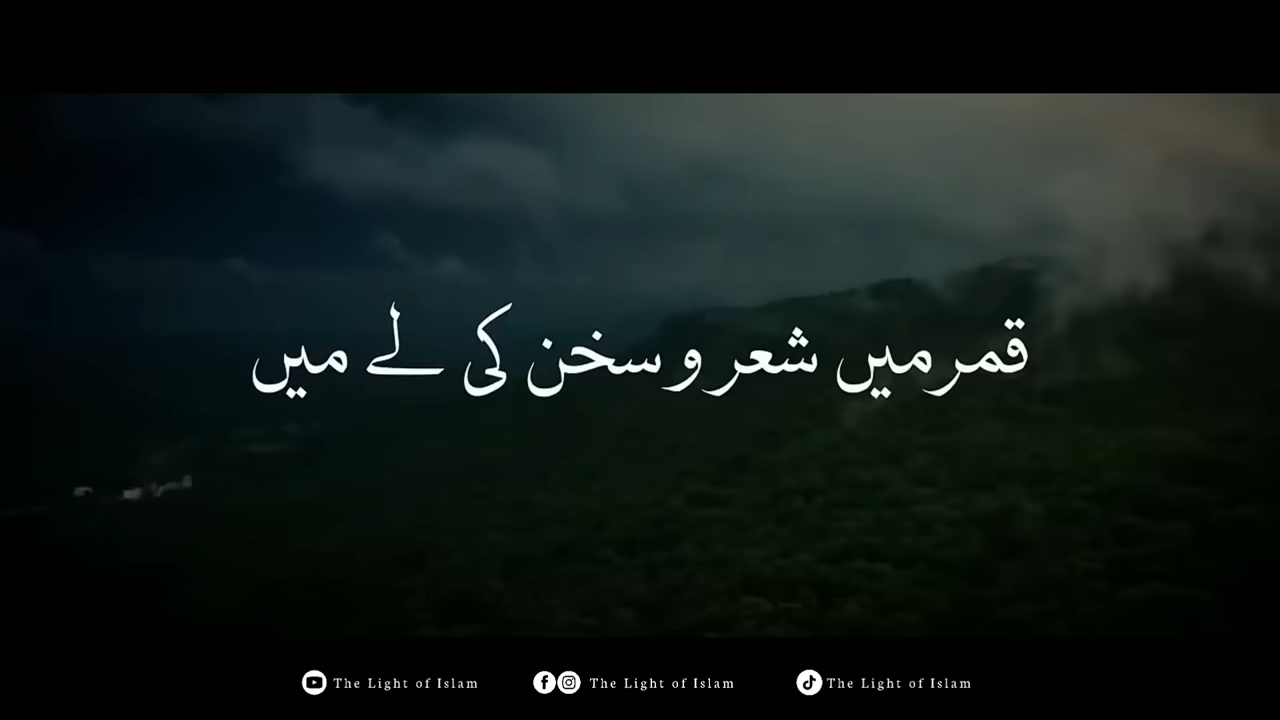 قمر میں شعر و سخن کی لے میں
The Light of Islam The Light of Islam The Light of Islam